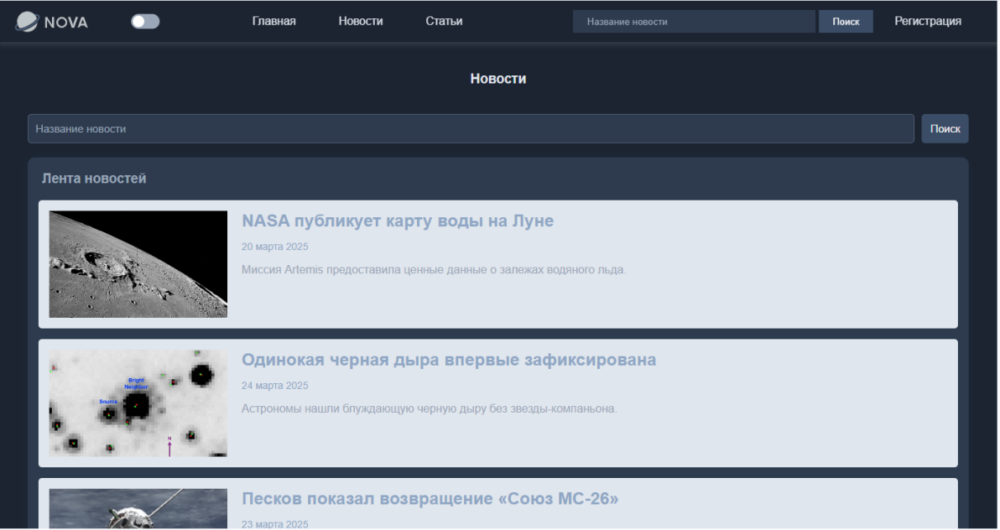 NOVA
Главная
Новости
Статьи
Название новости
Поиск
Регистрация
Новости
Название новости
Поиск
Лента новостей
NASA публикует карту воды на Луне
20 марта 2025
Миссия Artemis предоставила ценные данные о залежах водяного льда.
Bright
Neighbour
Source
N
Одинокая черная дыра впервые зафиксирована
24 марта 2025
Астрономы нашли блуждающую черную дыру без звезды-компаньона.
Песков показал возвращение «Союз МС-26»
23 марта 2025